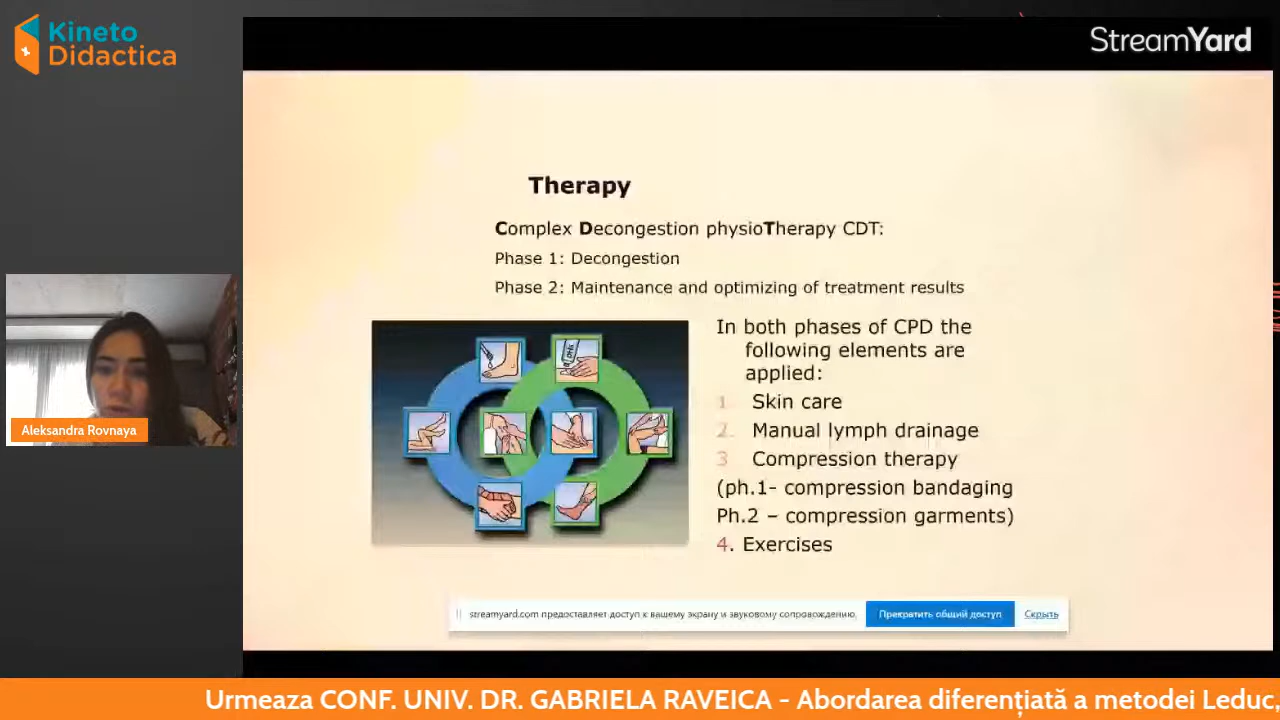 Kineto
Didactica
StreamYard
Therapy
Complex Decongestion physioTherapy CDT:
Phase 1: Decongestion
Phase 2: Maintenance and optimizing of treatment results
In both phases of CPD the
following elements are
applied:
1. Skin care
2. Manual lymph drainage
3 Compression therapy
(ph.1- compression bandaging
Ph.2 – compression garments)
4. Exercises
Aleksandra Rovnaya
streamyard.com предоставляет доступ к вашему экрану и звуковому сопровождению.
Прекратить общий доступ
Скрыть
Urmeaza CONF. UNIV. DR. GABRIELA RAVEICA - Abordarea diferențiată a metodei Leduc,